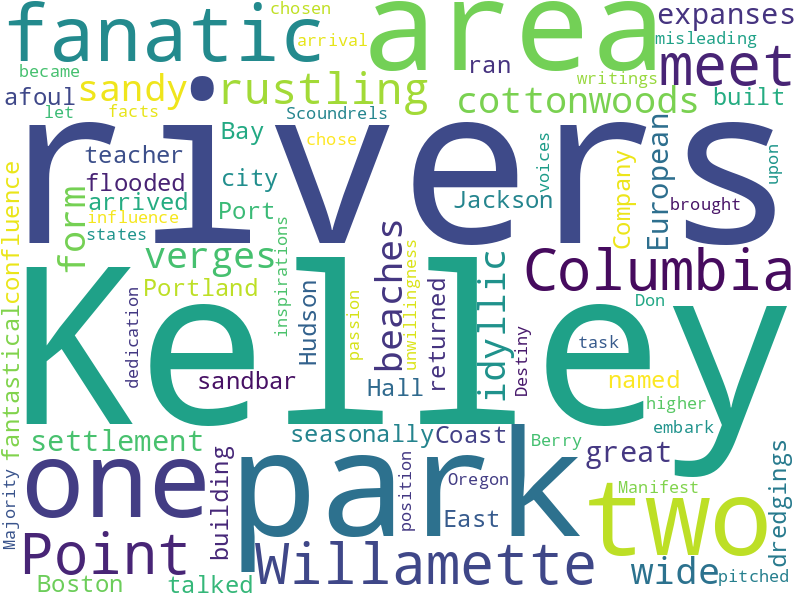 fanatic
chosen
arrival
area
expanses
misleading
became
afoul
let
sandy
facts
rustling
ran
writings
meet
cottonwoods
built
Scoundrels
rivers
teacher
flooded
arrived
influence
states
form
Bay
city
Port
chose
voices
Jackson
Company
European
brought
upon
confluence
fantastical
verges
Portland
inspirations
Hudson
passion
beaches
unwillingness
returned
idyllic
Destiny
Columbia
Don
Kelley
dedication
sandbar
Hall
task
named
higher
embark
settlement
seasonally
Coast
Berry
great
one
building
park
position
Oregon
East
two
Manifest
dredgings
Majority
Point
Boston
talked
Willamette
wide
pitched